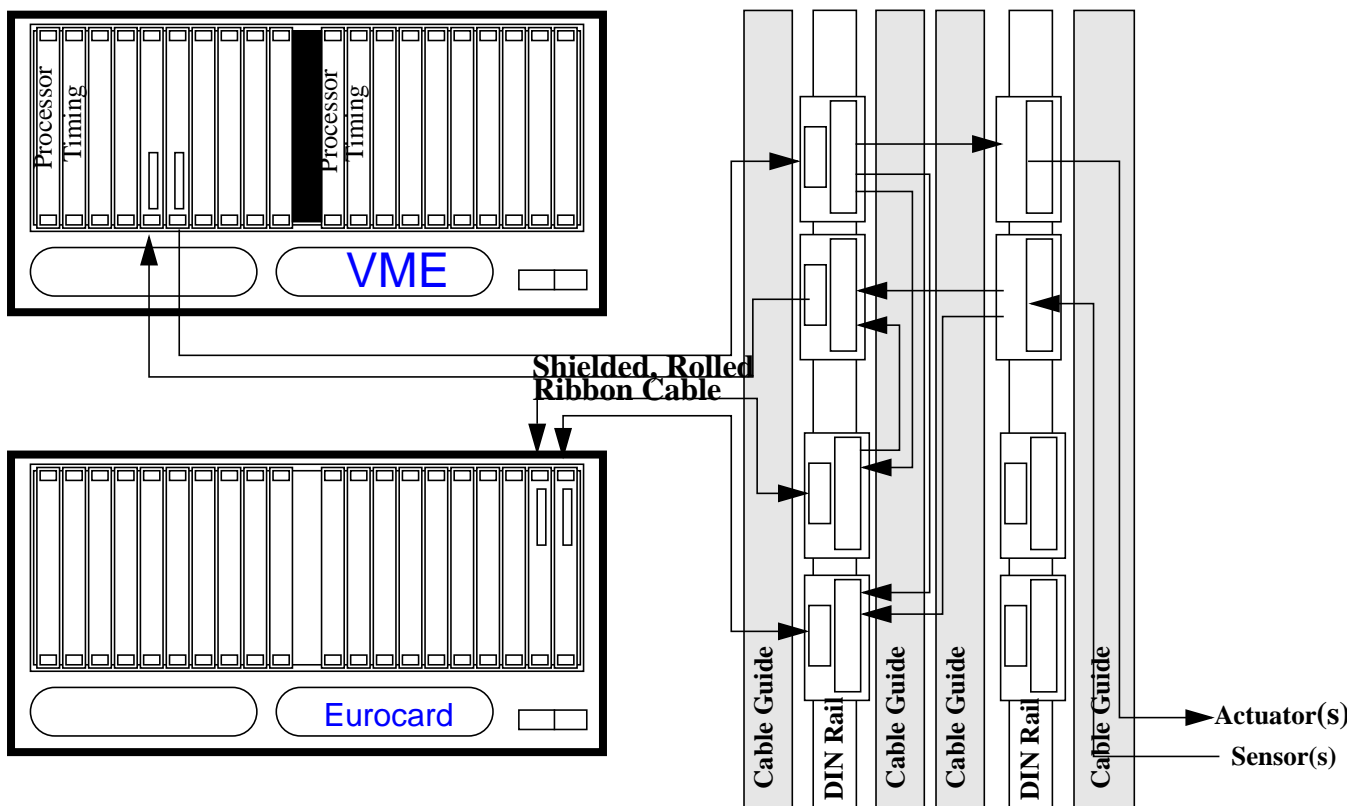 Processor
Timing
Processor
Timing
VME
Shielded, Rolled
Ribbon Cable
Eurocard
Cable Guide
DIN Rail
Cable Guide
Cable Guide
DIN Rail
Cable Guide
Actuator(s)
Sensor(s)